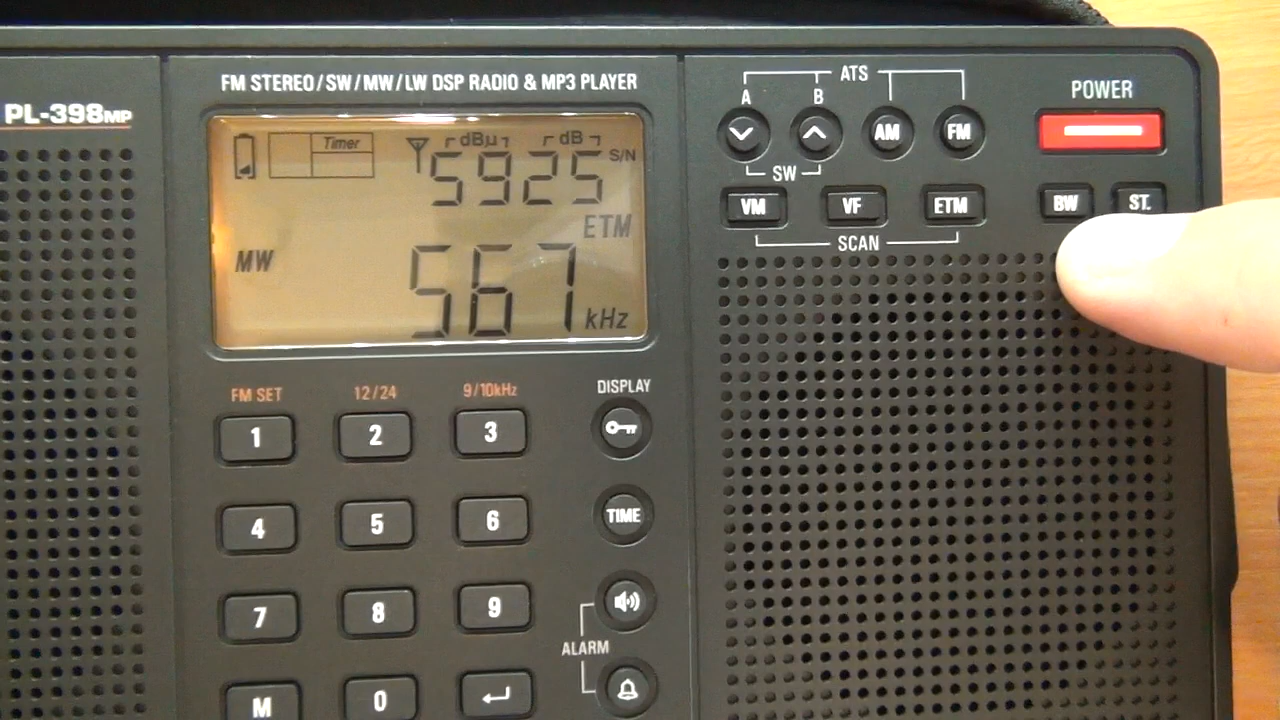 FM STEREO/SW/MW/LW DSP RADIO & MP3 PLAYER
PL-398MP
Timer
dBµ dB
5925 S/N
ETM
MW
567 kHz
ATS
A B
AM FM
SW
VM VF ETM
SCAN
POWER
BW ST.
FM SET 12/24 9/10kHz DISPLAY
1 2 3
4 5 6 TIME
7 8 9
ALARM
M 0